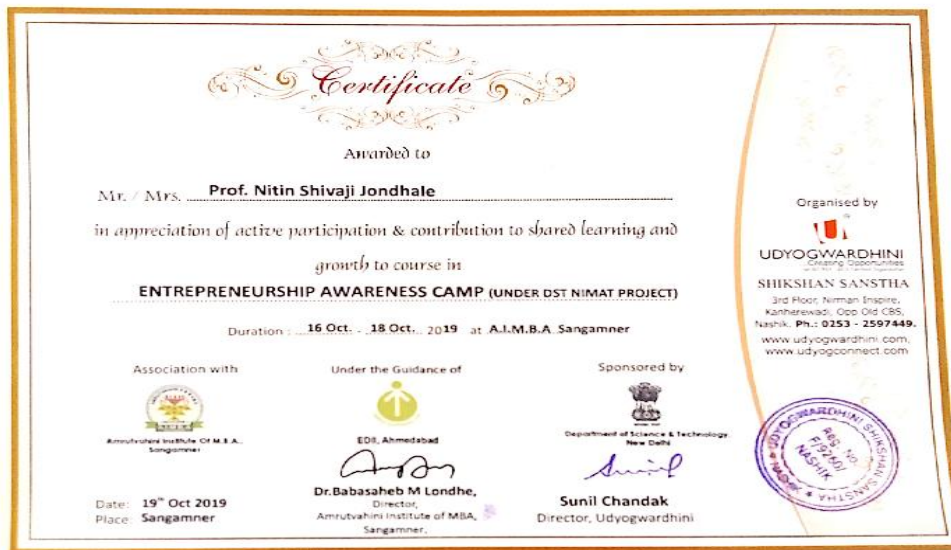 Certificate
Awarded to
Mr. / Mrs. Prof. Nitin Shivaji Jondhale
in appreciation of active participation & contribution to shared learning and
growth to course in
ENTREPRENEURSHIP AWARENESS CAMP (UNDER DST NIMAT PROJECT)
Duration : 16 Oct. - 18 Oct. 2019 at A.I.M.B.A Sangamner
Association with
Amrutvahini Institute Of M.B.A.,
Sangamner
Under the Guidance of
EDII, Ahmedabad
Sponsored by
Department of Science & Technology,
New Delhi
Date: 19th Oct 2019
Place: Sangamner
Dr.Babasaheb M Londhe,
Director,
Amrutvahini Institute of MBA,
Sangamner.
Sunil Chandak
Director, Udyogwardhini
Organised by
UDYOGWARDHINI
Creating Opportunities
SHIKSHAN SANSTHA
3rd Floor, Nirman Inspire,
Kanherewadi, Opp Old CBS,
Nashik. Ph.: 0253 - 2597449.
www.udyogwardhini.com,
www.udyogconnect.com
UDYOGWARDHINI SHIKSHAN SANSTHA
NASHIK
Reg. No.
NASHIK